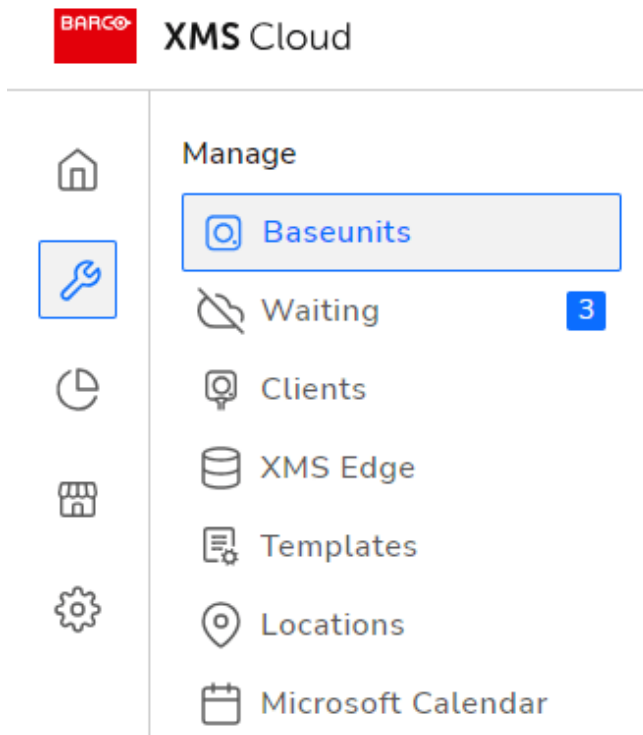 BARCO
XMS Cloud
Manage
Baseunits
Waiting 3
Clients
XMS Edge
Templates
Locations
Microsoft Calendar